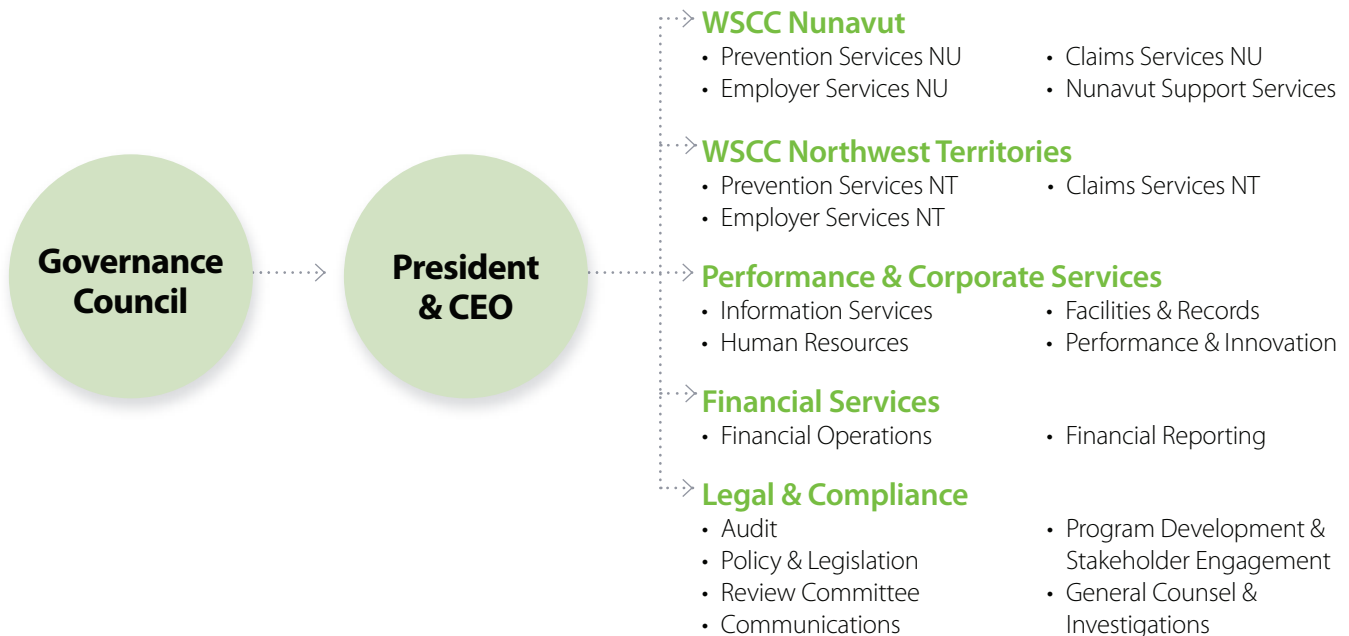 Governance
Council
President
& CEO
WSCC Nunavut
• Prevention Services NU
• Employer Services NU
• Claims Services NU
• Nunavut Support Services
WSCC Northwest Territories
• Prevention Services NT
• Employer Services NT
• Claims Services NT
Performance & Corporate Services
• Information Services
• Human Resources
• Facilities & Records
• Performance & Innovation
Financial Services
• Financial Operations
• Financial Reporting
Legal & Compliance
• Audit
• Policy & Legislation
• Review Committee
• Communications
• Program Development &
Stakeholder Engagement
• General Counsel &
Investigations